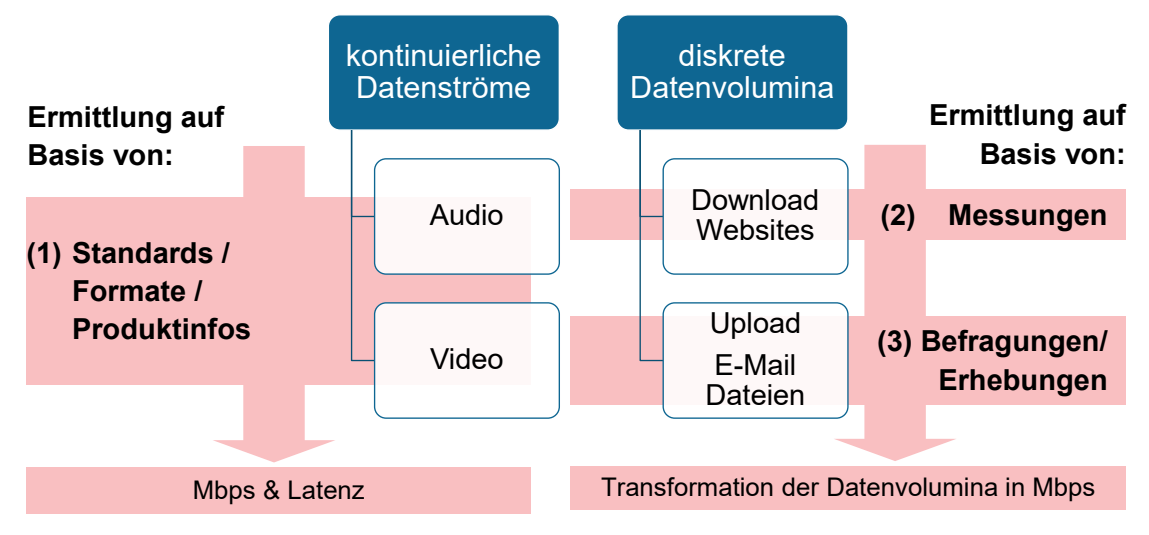 kontinuierliche
Datenströme
diskrete
Datenvolumina
Ermittlung auf
Basis von:
Ermittlung auf
Basis von:
Audio
Download
Websites
(2) Messungen
(1) Standards /
Formate /
Produktinfos
Video
Upload
E-Mail
Dateien
(3) Befragungen/
Erhebungen
Mbps & Latenz
Transformation der Datenvolumina in Mbps